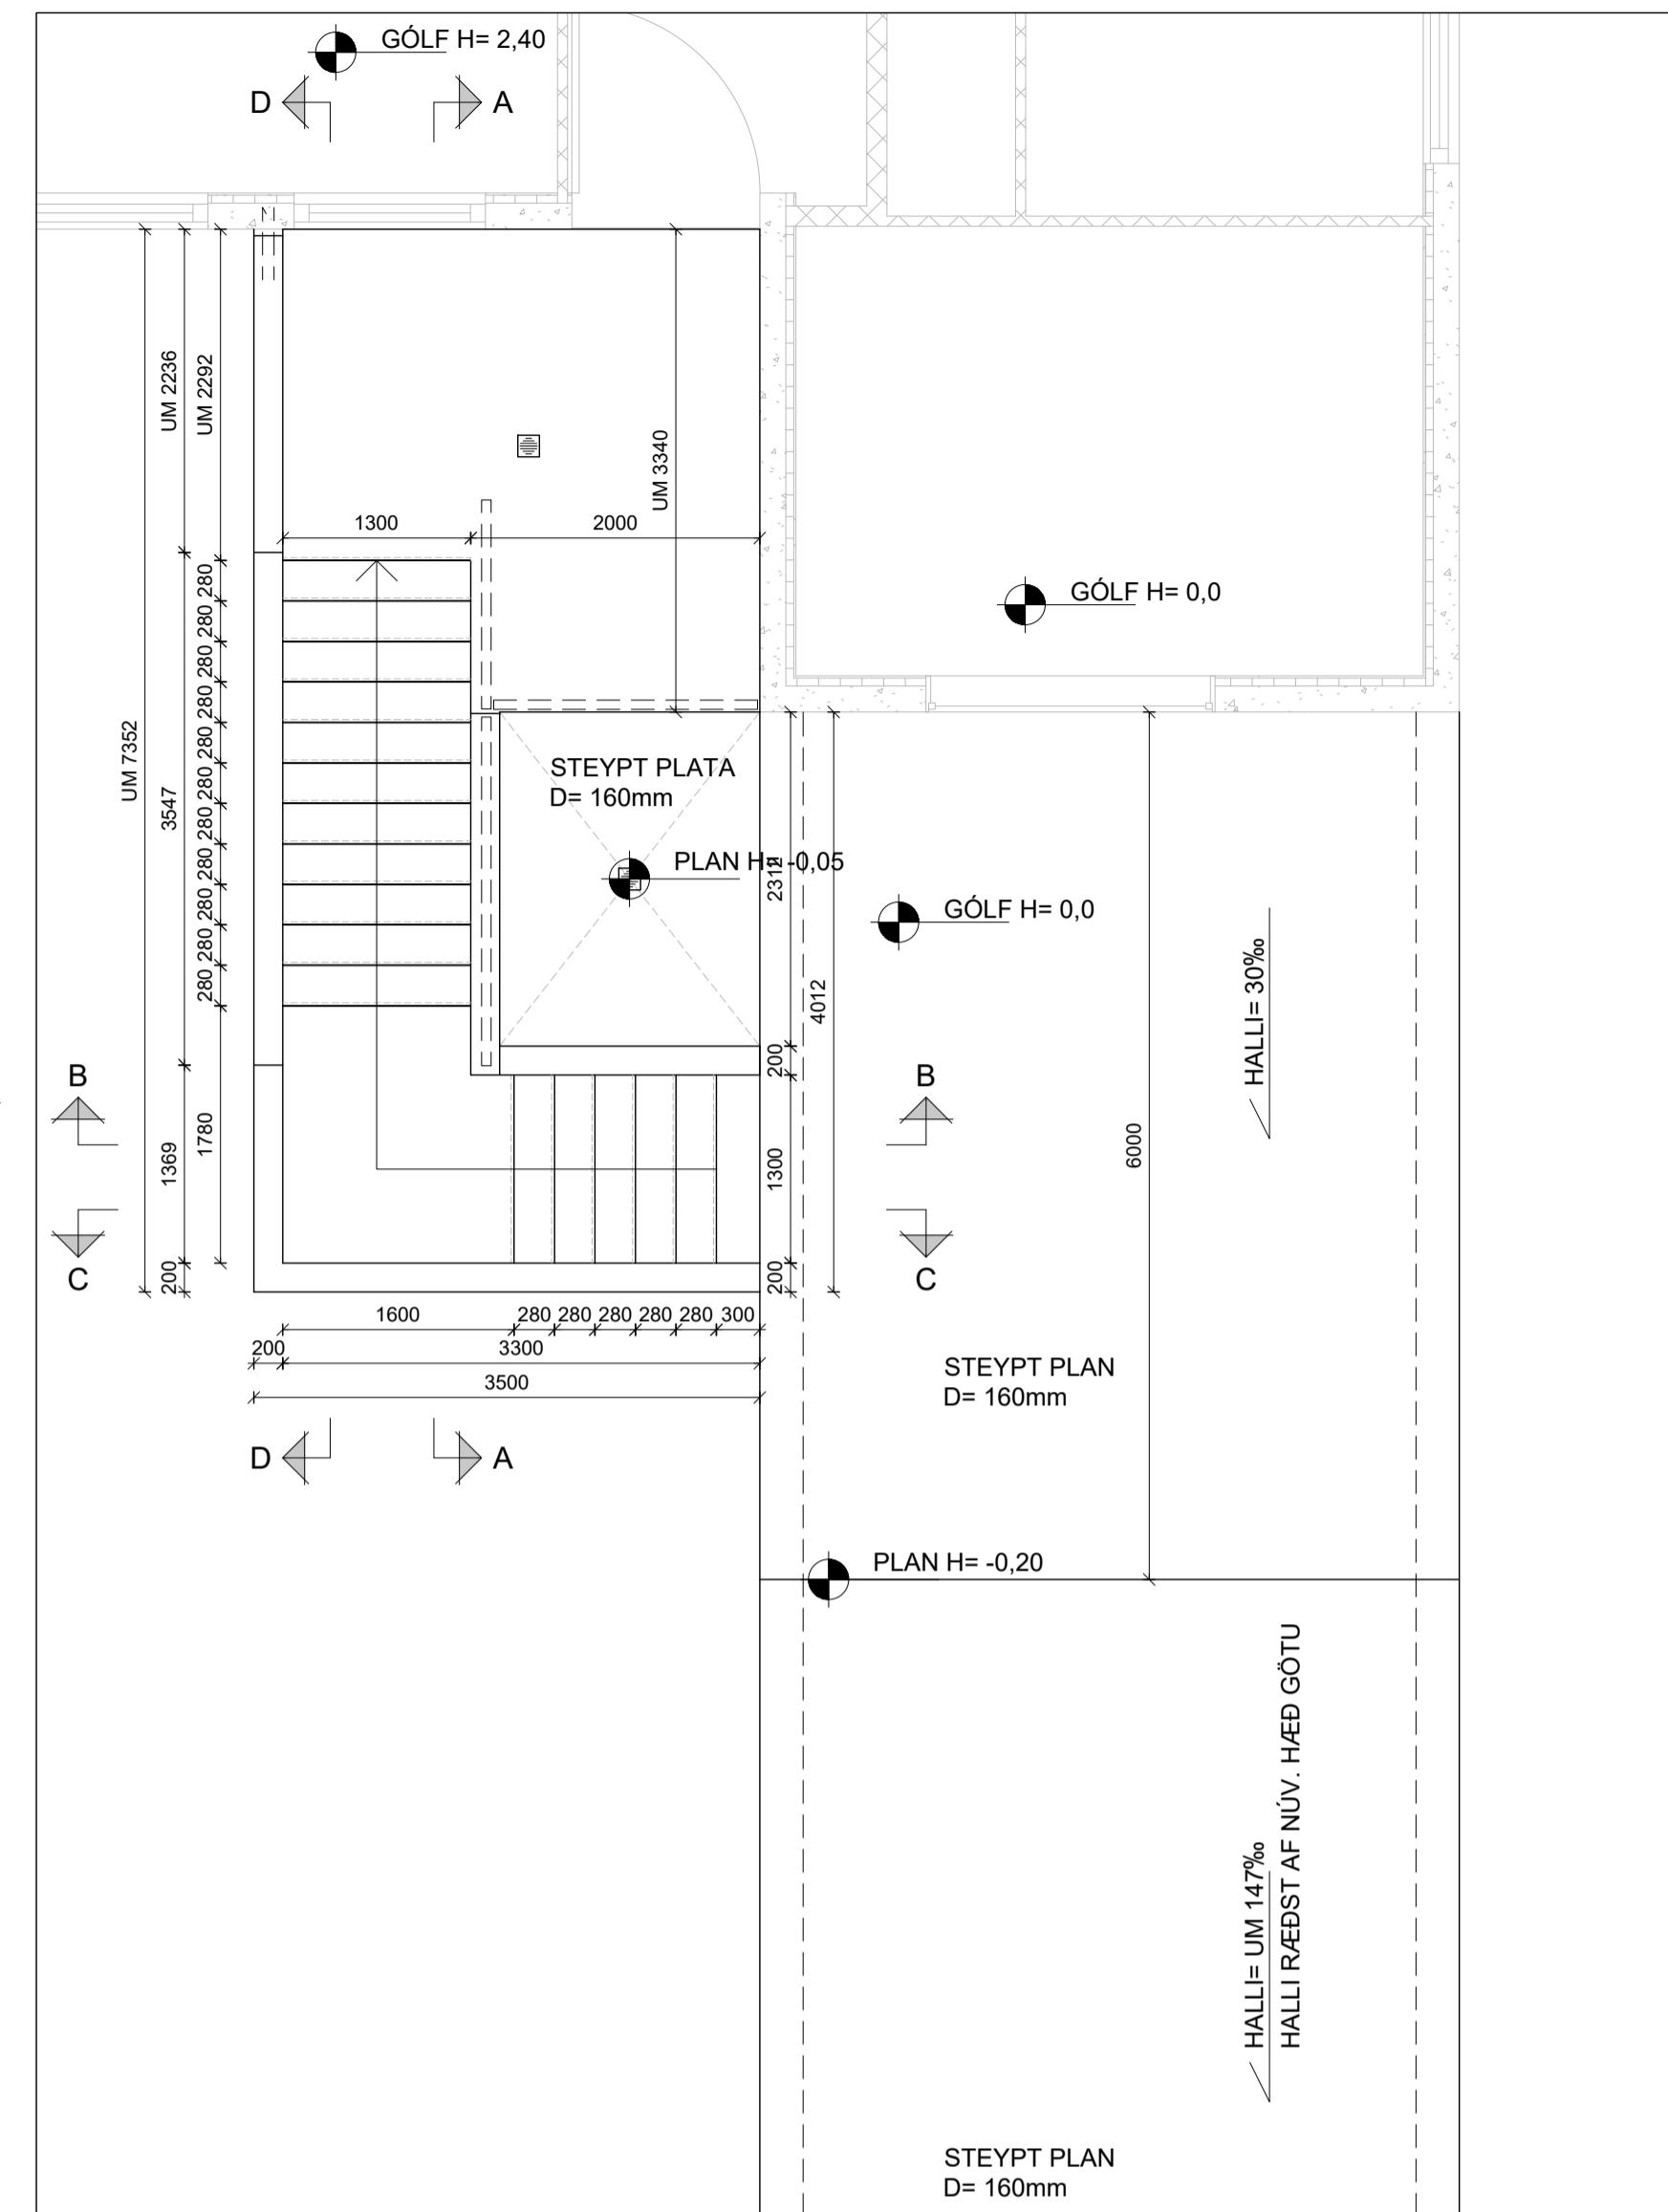 GÓLF H= 2,40
D
A
UM 7352
UM 2236
UM 2292
UM 3340
1300
2000
GÓLF H= 0,0
280
280
280
280
280
280
280
280
280
280
280
3547
STEYPT PLATA
D= 160mm
PLAN H= -0,05
2312
GÓLF H= 0,0
HALLI= 30‰
4012
200
B
B
1369
1780
1300
6000
C
C
200
200
1600
280
280
280
280
280
300
200
3300
3500
STEYPT PLAN
D= 160mm
D
A
PLAN H= -0,20
HALLI= UM 147‰
HALLI RÆÐST AF NÚV. HÆÐ GÖTU
STEYPT PLAN
D= 160mm